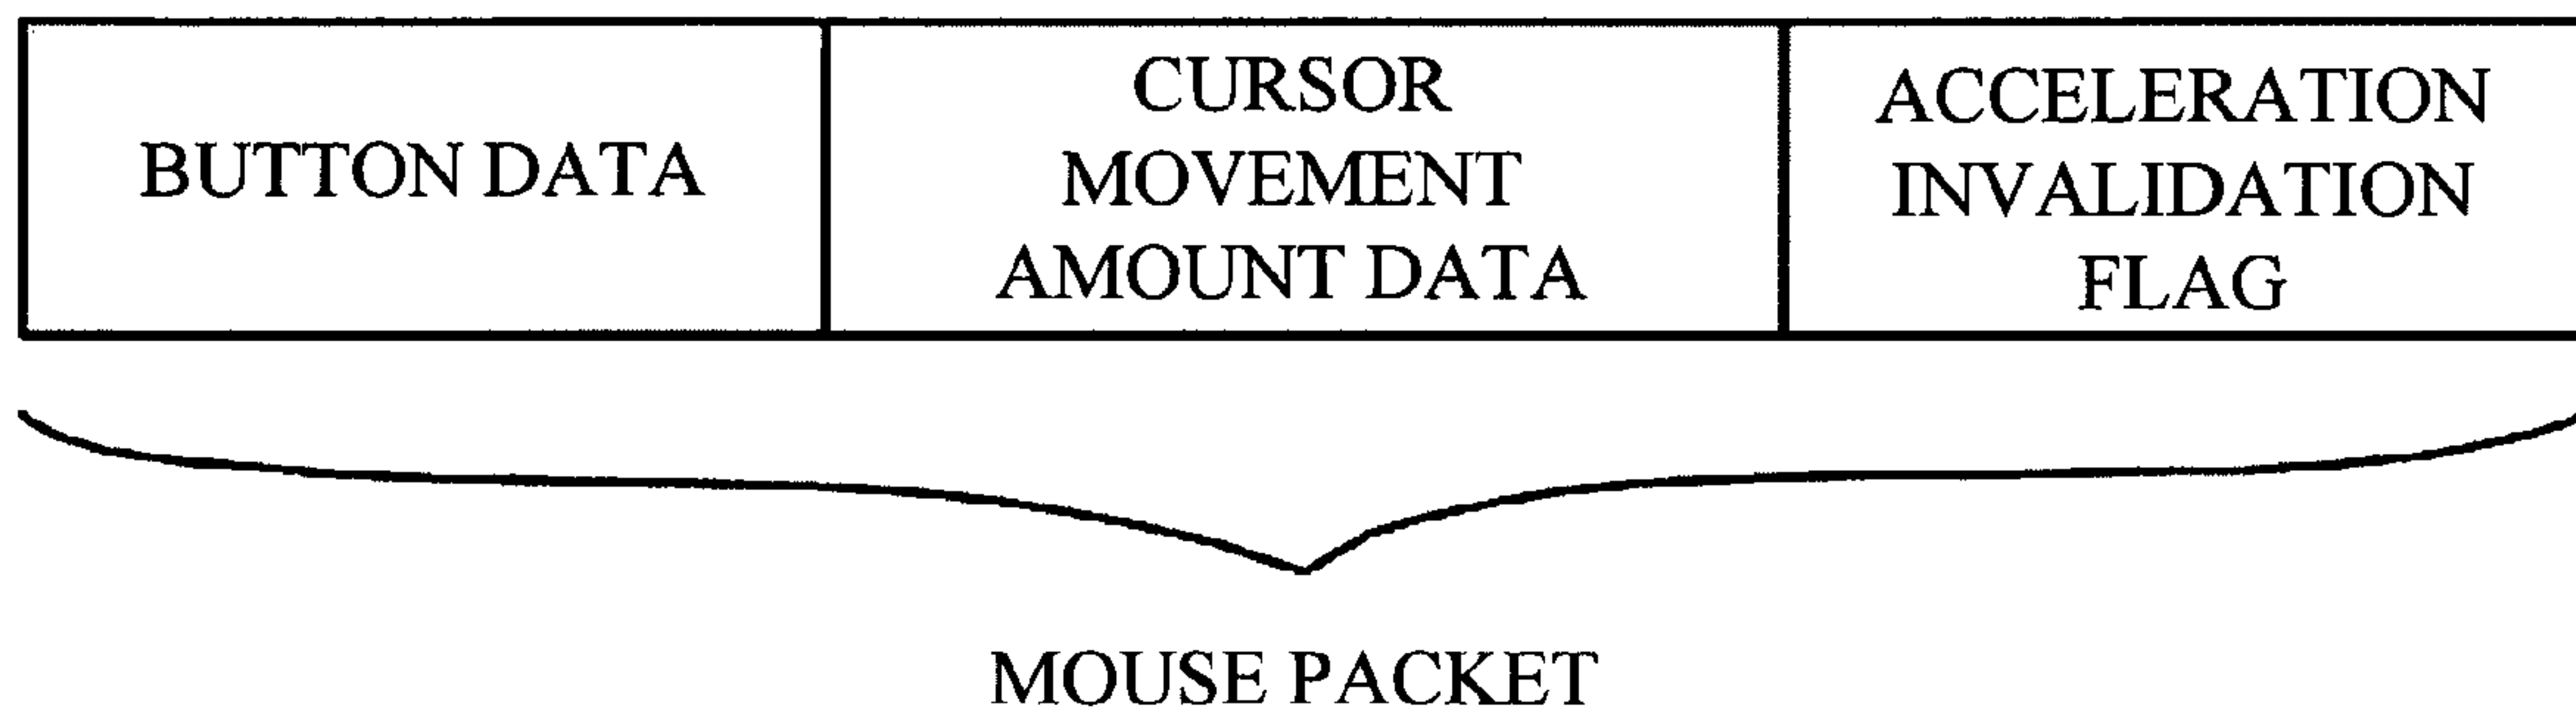 BUTTON DATA
CURSOR
MOVEMENT
AMOUNT DATA
ACCELERATION
INVALIDATION
FLAG
MOUSE PACKET